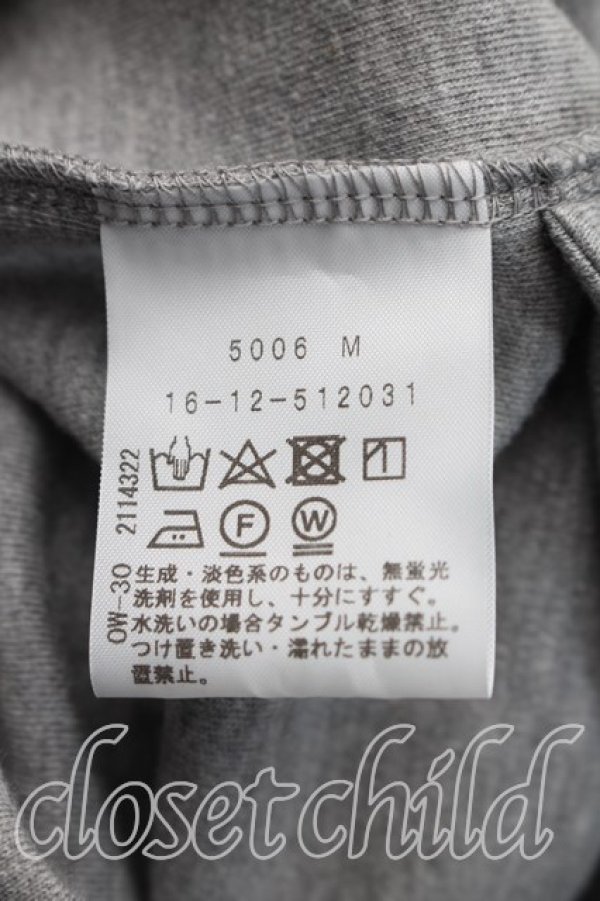 5006 M
16-12-512031
F W
OW-30 2114322
生成・淡色系のものは、無蛍光
洗剤を使用し、十分にすすぐ。
水洗いの場合タンブル乾燥禁止。
つけ置き洗い・濡れたままの放
置禁止。
closetchild